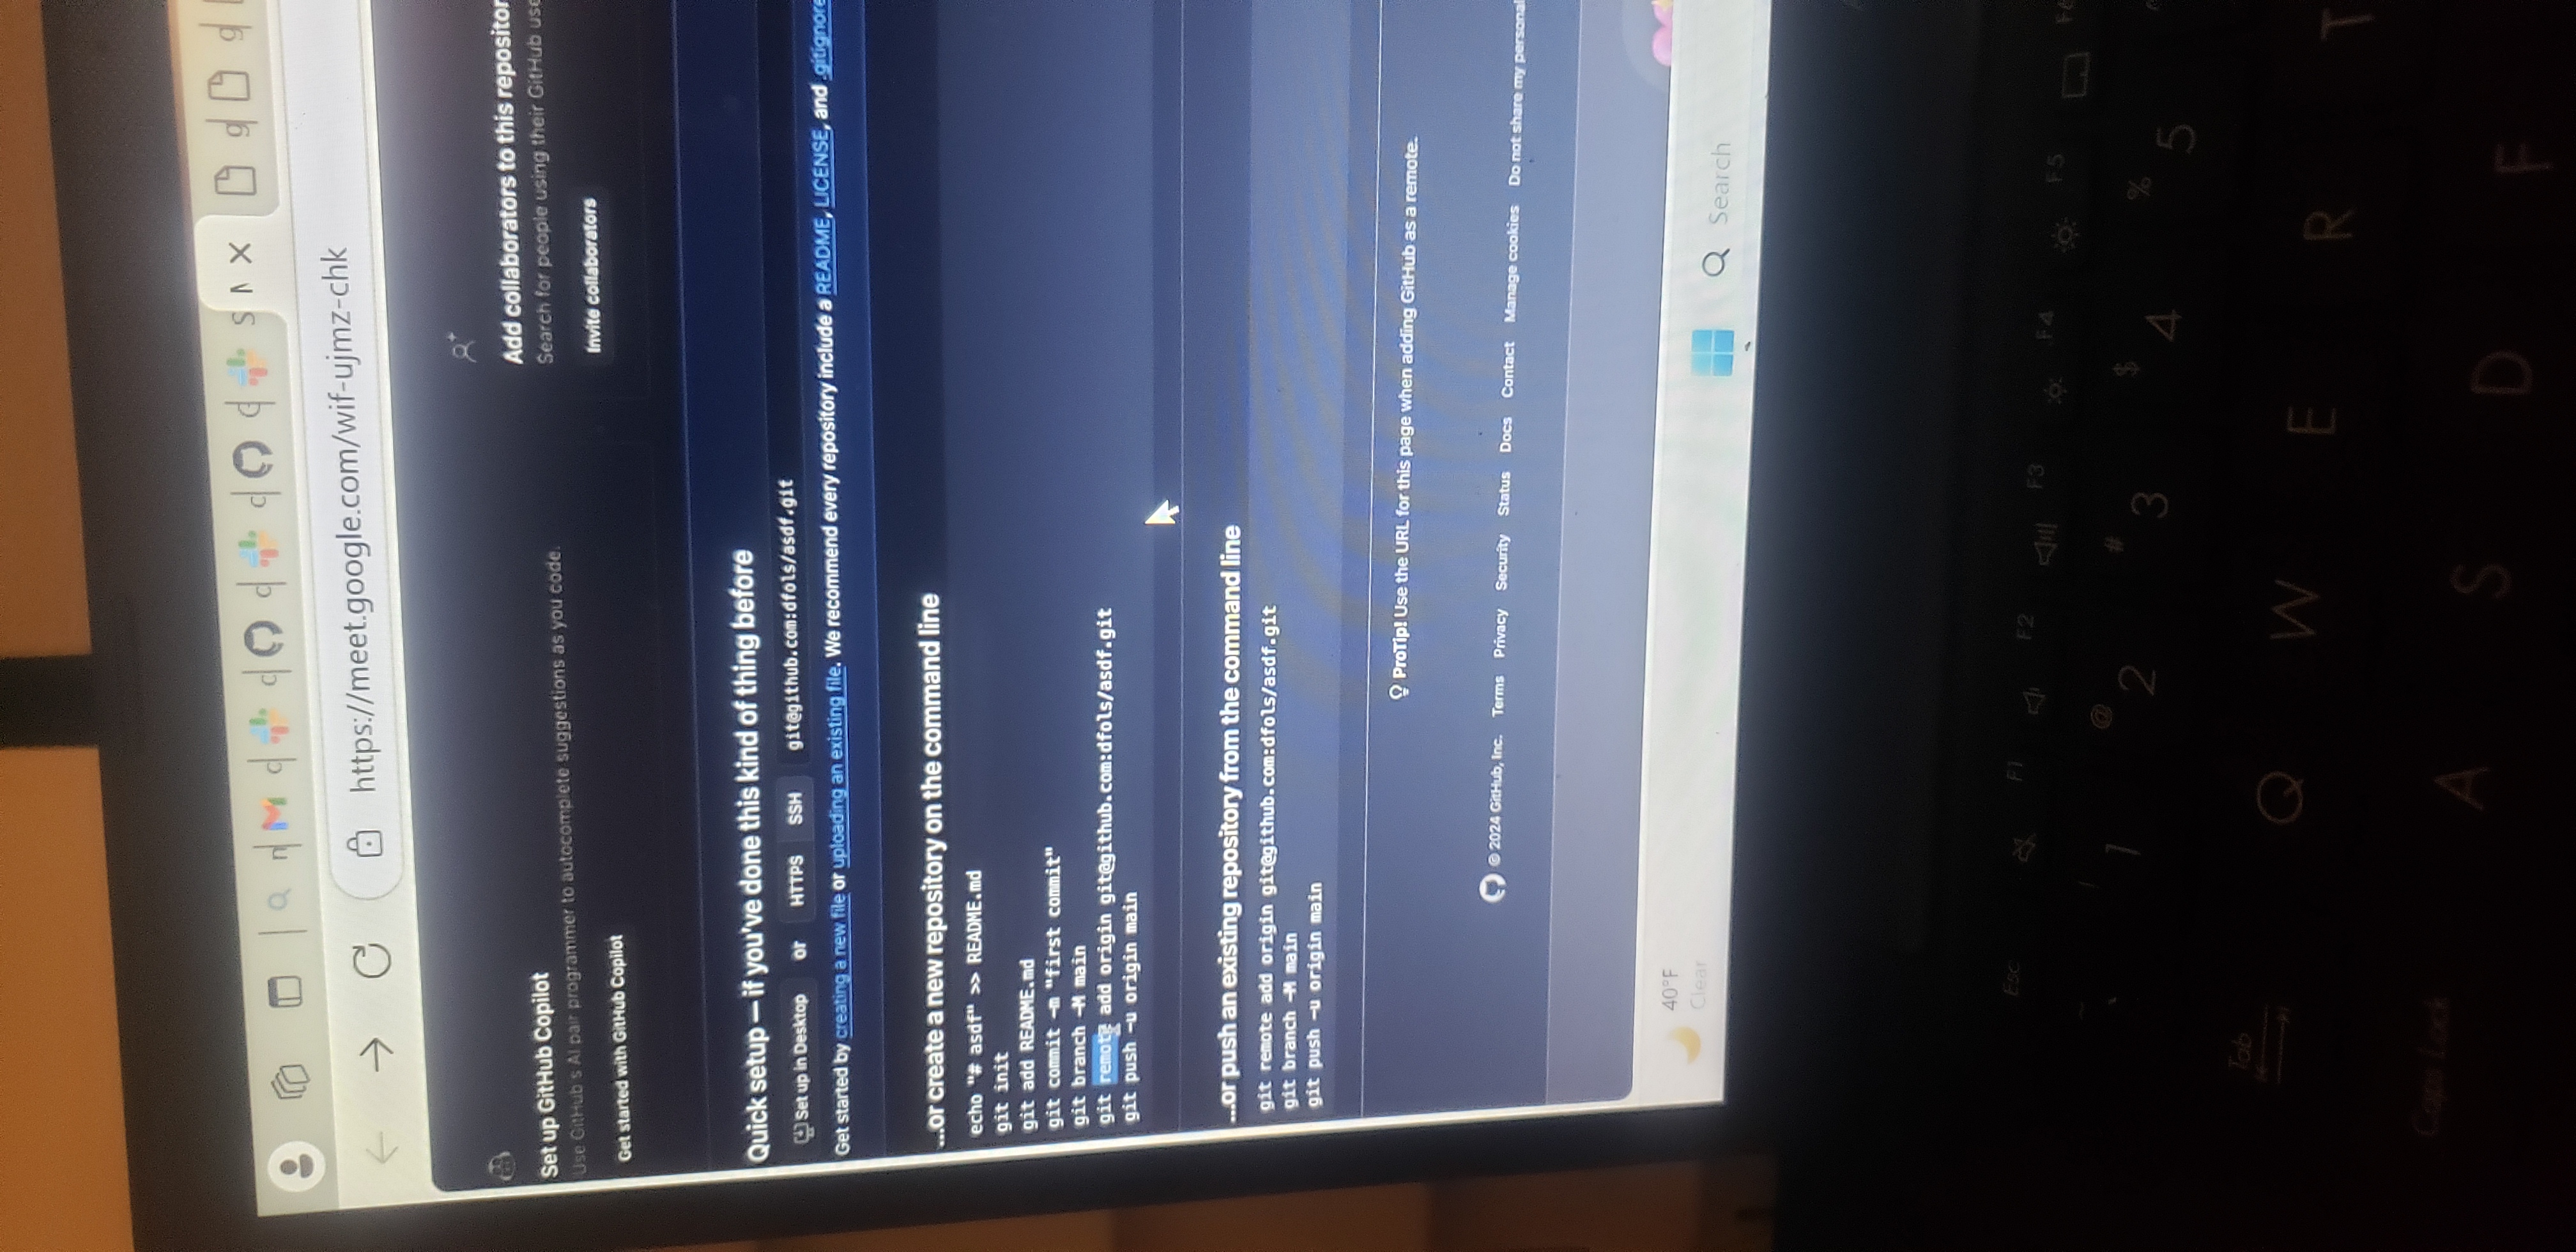 n
d
d
d
d
d
S
N
g
g
https://meet.google.com/wif-ujmz-chk
Set up GitHub Copilot
Use GitHub's AI pair programmer to autocomplete suggestions as you code.
Get started with GitHub Copilot
Add collaborators to this repositor
Search for people using their GitHub use
Invite collaborators
Quick setup — if you've done this kind of thing before
Set up in Desktop or HTTPS SSH git@github.com:dfols/asdf.git
Get started by creating a new file or uploading an existing file. We recommend every repository include a README, LICENSE, and .gitignore
...or create a new repository on the command line
echo "# asdf" >> README.md
git init
git add README.md
git commit -m "first commit"
git branch -M main
git remote add origin git@github.com:dfols/asdf.git
git push -u origin main
...or push an existing repository from the command line
git remote add origin git@github.com:dfols/asdf.git
git branch -M main
git push -u origin main
ProTip! Use the URL for this page when adding GitHub as a remote.
© 2024 GitHub, Inc. Terms Privacy Security Status Docs Contact Manage cookies Do not share my personal
40°F
Clear
Search
Esc F1 F2 F3 F4 F5 F6
~ ` ! 1 @ 2 # 3 $ 4 % 5
Tab Q W E R T
Caps Lock A S D F